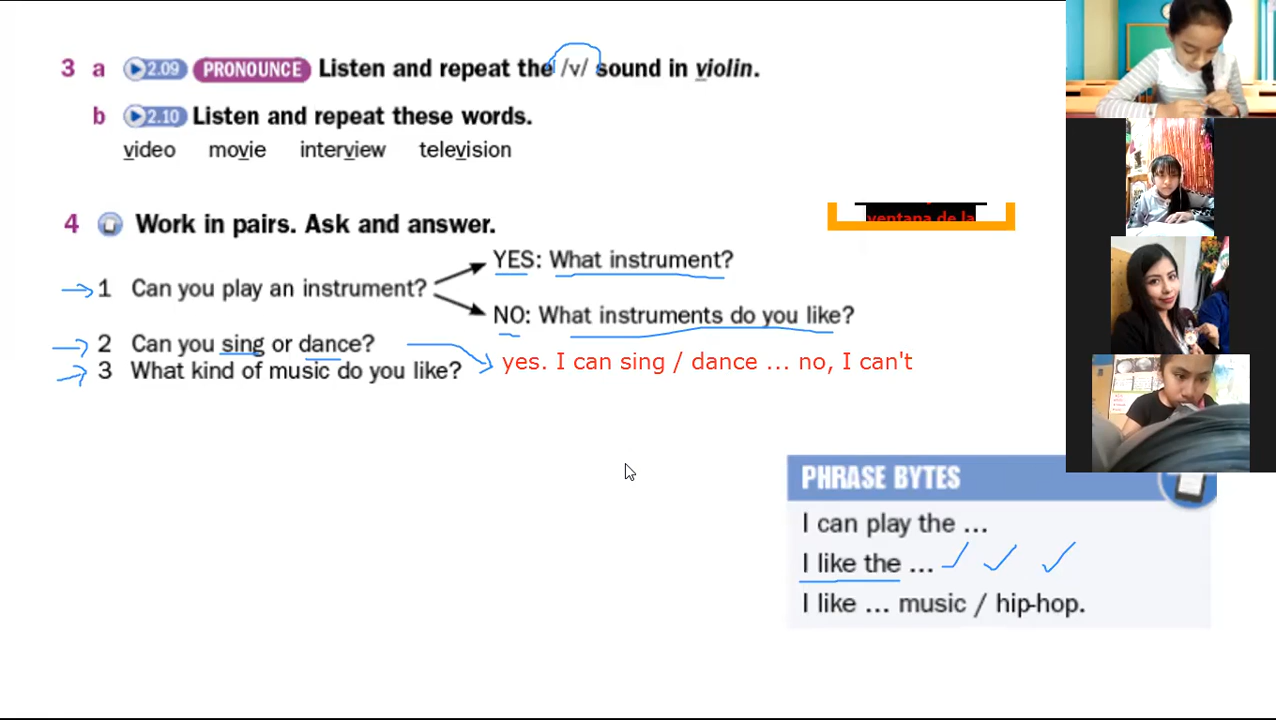 3 a 2.09 PRONOUNCE Listen and repeat the /v/ sound in violin.
b 2.10 Listen and repeat these words.
video movie interview television
4 Work in pairs. Ask and answer.
ventana de la
YES: What instrument?
1 Can you play an instrument?
NO: What instruments do you like?
2 Can you sing or dance?
yes. I can sing / dance ... no, I can't
3 What kind of music do you like?
PHRASE BYTES
I can play the ...
I like the ...
I like ... music / hip-hop.